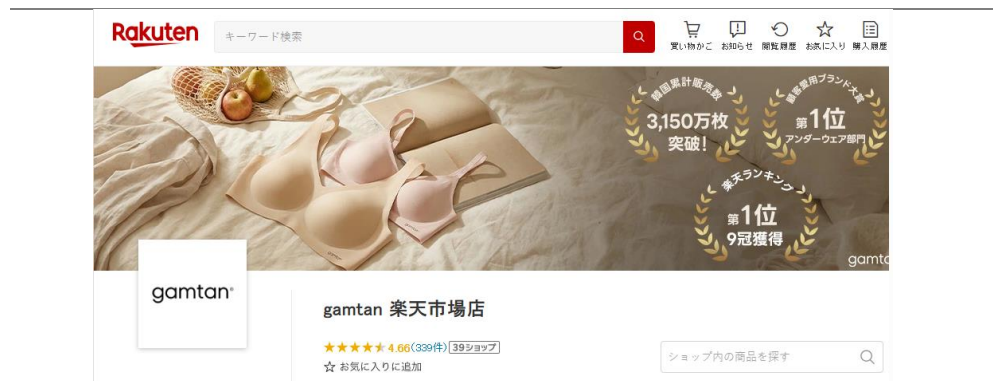 Rakuten
キーワード検索
買い物かご お知らせ 閲覧履歴 お気に入り 購入履歴
韓国累計販売数
3,150万枚
突破!
顧客愛用ブランド大賞
第1位
アンダーウェア部門
楽天ランキング
第1位
9冠獲得
gamta
gamtan
gamtan 楽天市場店
4.66(339件) 39ショップ
お気に入りに追加
ショップ内の商品を探す